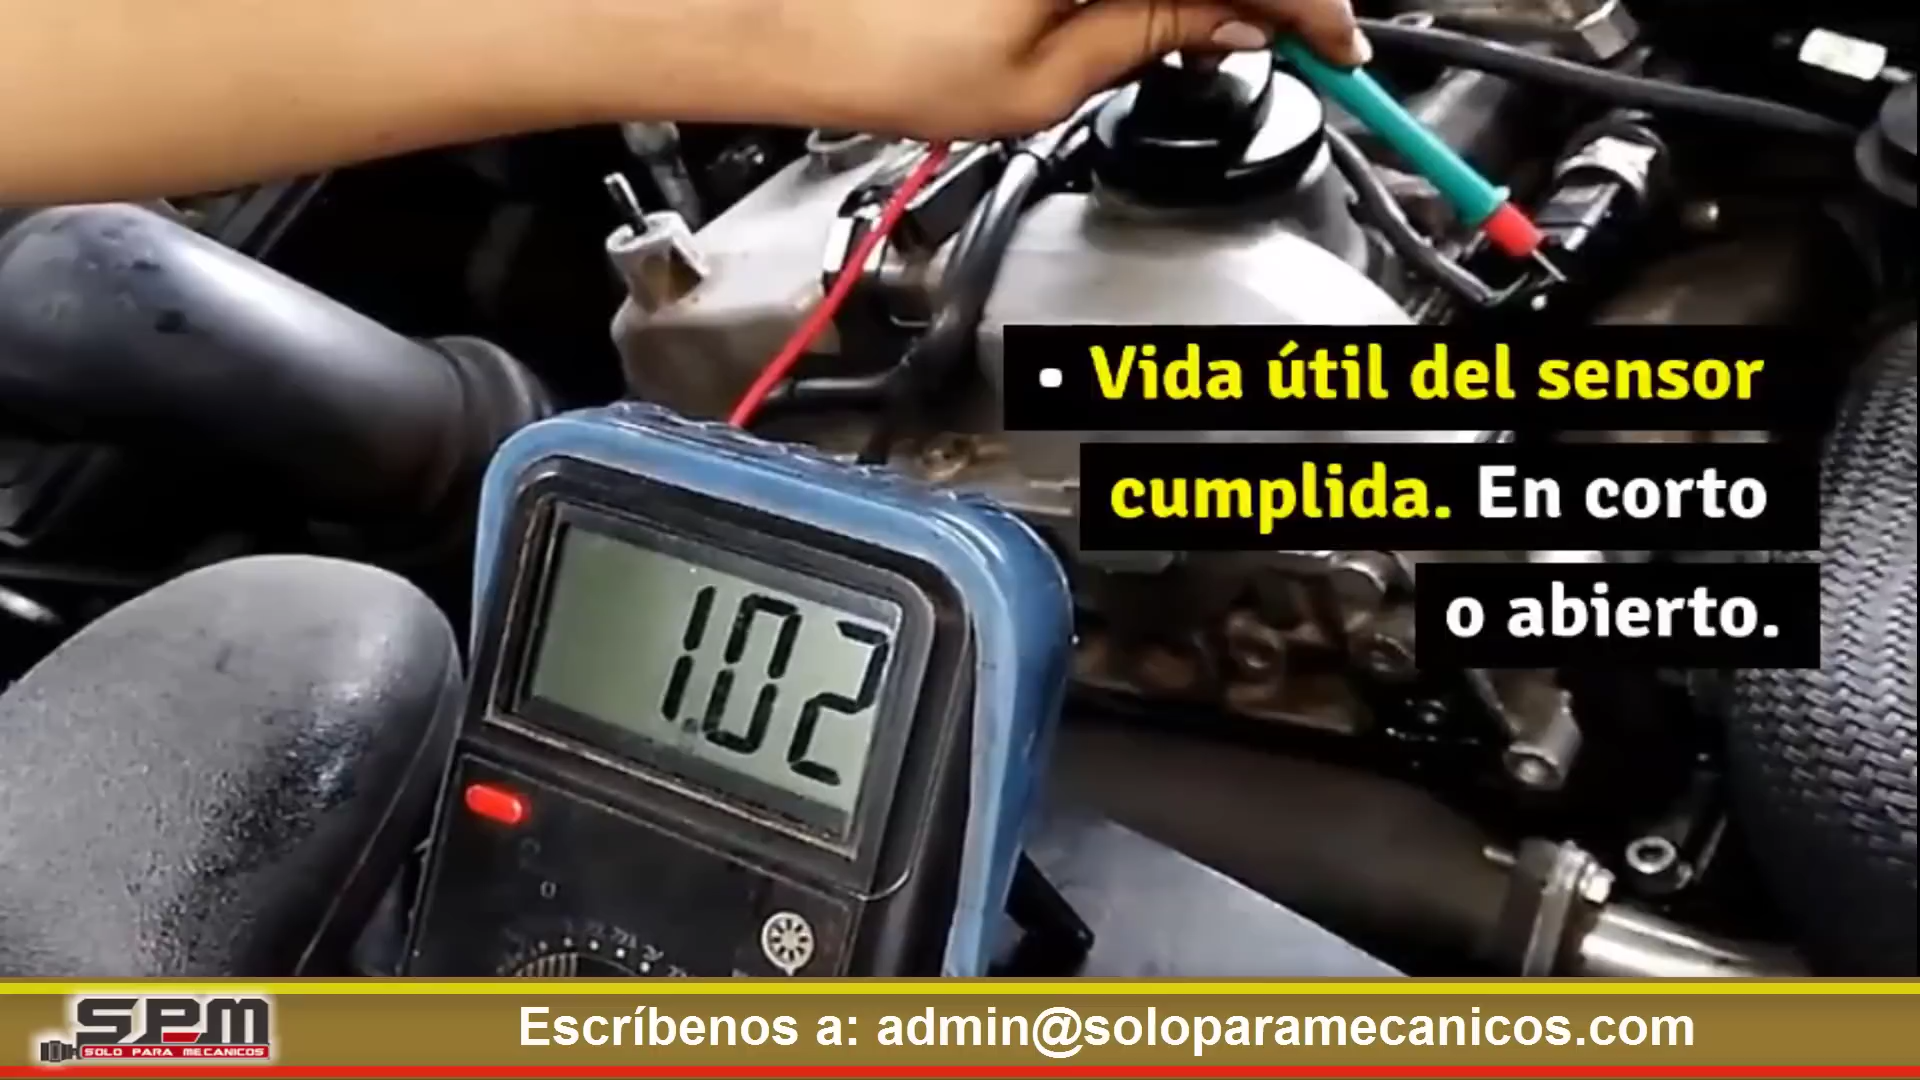 • Vida útil del sensor
cumplida. En corto
o abierto.
1.02
SPM
SOLO PARA MECANICOS
Escríbenos a: admin@soloparamecanicos.com